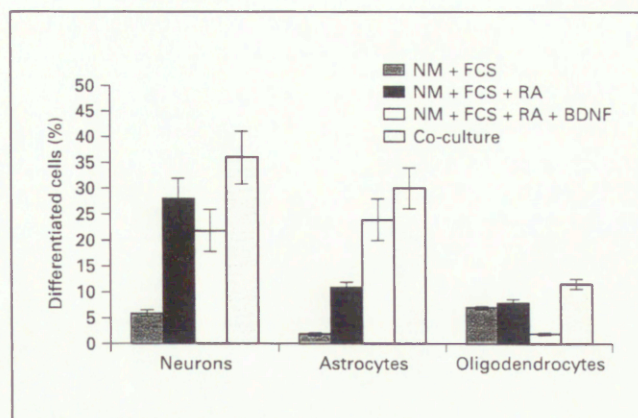 NM + FCS
NM + FCS + RA
NM + FCS + RA + BDNF
Co-culture
Differentiated cells (%)
50
45
40
35
30
25
20
15
10
5
0
Neurons Astrocytes Oligodendrocytes